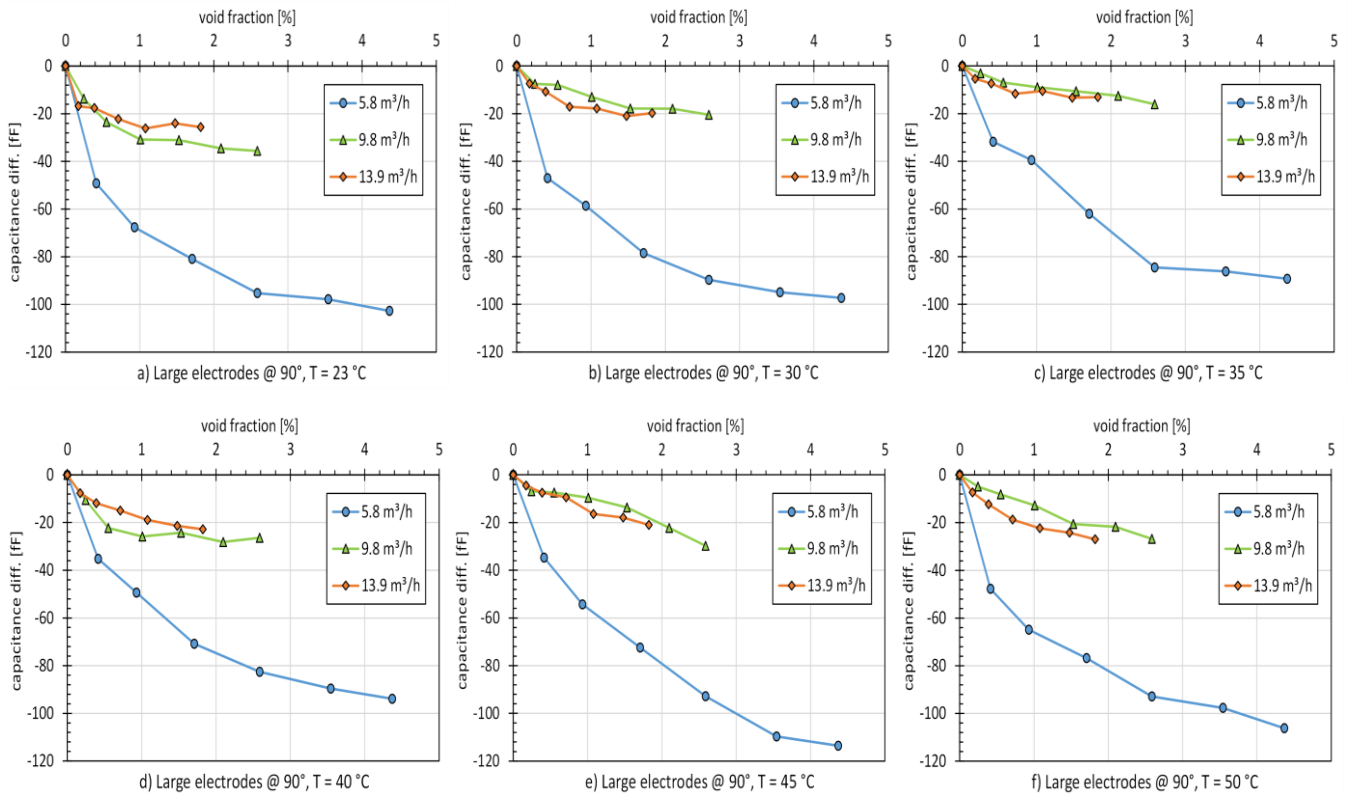 void fraction [%]
0 1 2 3 4 5
0
-20
-40
-60
-80
-100
-120
capacitance diff. [fF]
5.8 m³/h
9.8 m³/h
13.9 m³/h
a) Large electrodes @ 90°, T = 23 °C
void fraction [%]
0 1 2 3 4 5
0
-20
-40
-60
-80
-100
-120
capacitance diff. [fF]
5.8 m³/h
9.8 m³/h
13.9 m³/h
b) Large electrodes @ 90°, T = 30 °C
void fraction [%]
0 1 2 3 4 5
0
-20
-40
-60
-80
-100
-120
capacitance diff. [fF]
5.8 m³/h
9.8 m³/h
13.9 m³/h
c) Large electrodes @ 90°, T = 35 °C
void fraction [%]
0 1 2 3 4 5
0
-20
-40
-60
-80
-100
-120
capacitance diff. [fF]
5.8 m³/h
9.8 m³/h
13.9 m³/h
d) Large electrodes @ 90°, T = 40 °C
void fraction [%]
0 1 2 3 4 5
0
-20
-40
-60
-80
-100
-120
capacitance diff. [fF]
5.8 m³/h
9.8 m³/h
13.9 m³/h
e) Large electrodes @ 90°, T = 45 °C
void fraction [%]
0 1 2 3 4 5
0
-20
-40
-60
-80
-100
-120
capacitance diff. [fF]
5.8 m³/h
9.8 m³/h
13.9 m³/h
f) Large electrodes @ 90°, T = 50 °C